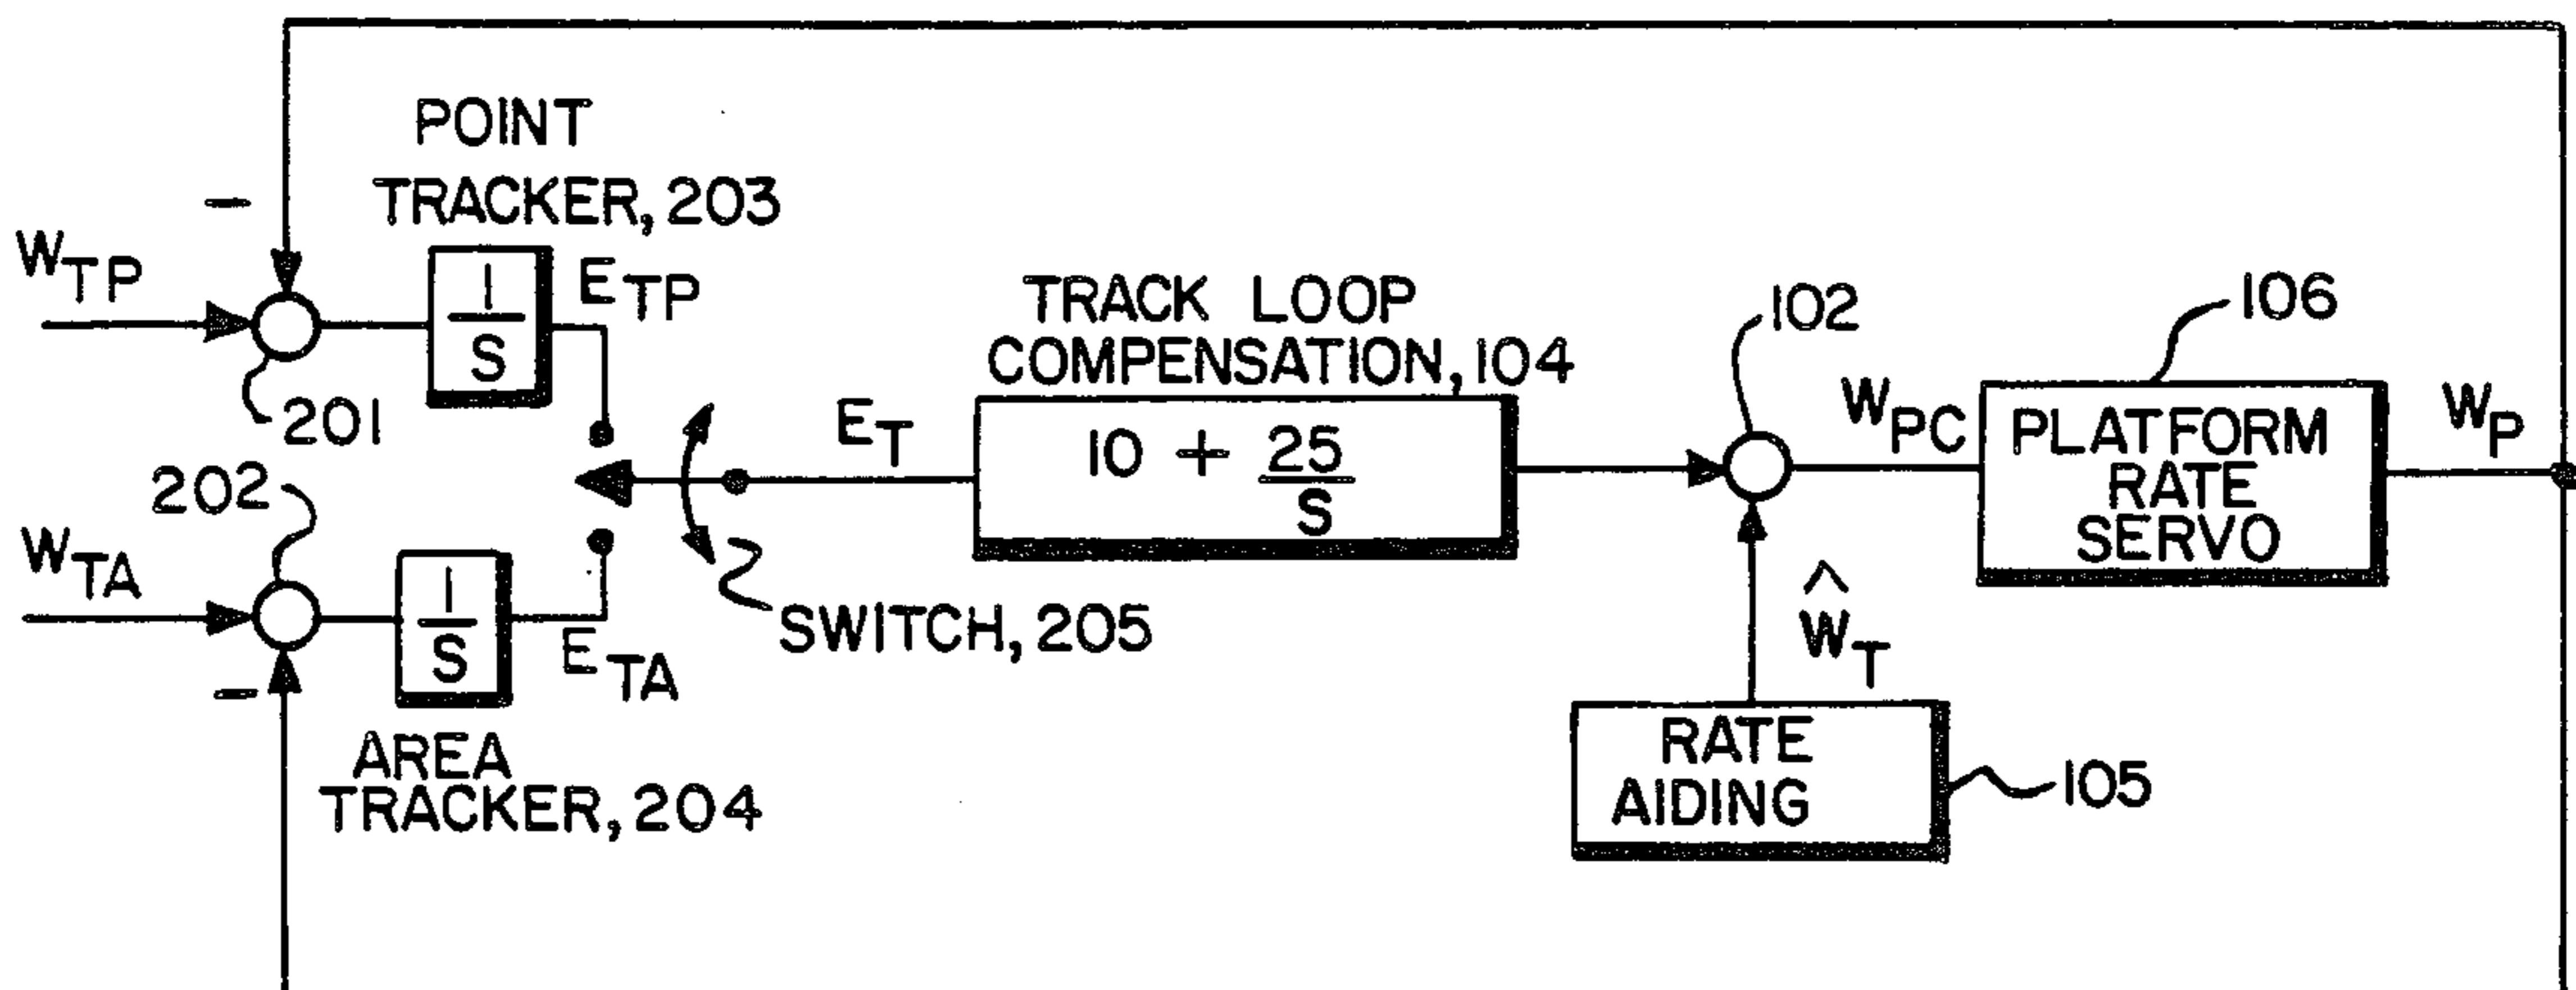 POINT
TRACKER, 203
-
W_TP
1/S
E_TP
201
TRACK LOOP
COMPENSATION, 104
10 + 25/S
E_T
102
106
W_PC
PLATFORM
RATE
SERVO
W_P
202
W_TA
-
1/S
E_TA
SWITCH, 205
AREA
TRACKER, 204
Ŵ_T
RATE
AIDING
105